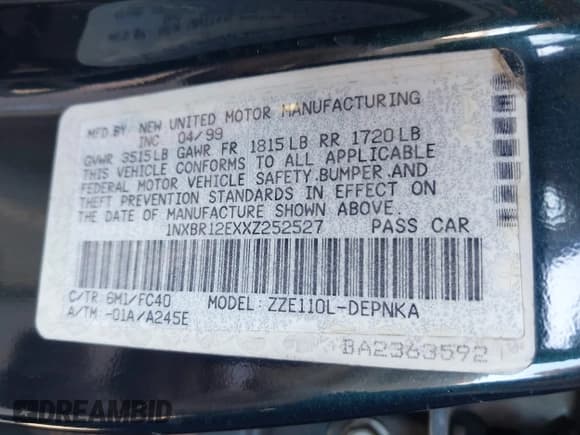 MFD BY NEW UNITED MOTOR MANUFACTURING
INC 04/99
GVWR 3515LB GAWR FR 1815LB RR 1720LB
THIS VEHICLE CONFORMS TO ALL APPLICABLE
FEDERAL MOTOR VEHICLE SAFETY.BUMPER.AND
THEFT PREVENTION STANDARDS IN EFFECT ON
THE DATE OF MANUFACTURE SHOWN ABOVE.
1NXBR12EXXZ252527 PASS CAR
C/TR 6M1/FC40 MODEL: ZZE110L-DEPNKA
A/TM -01A/A245E
BA2363592
DREAMBID